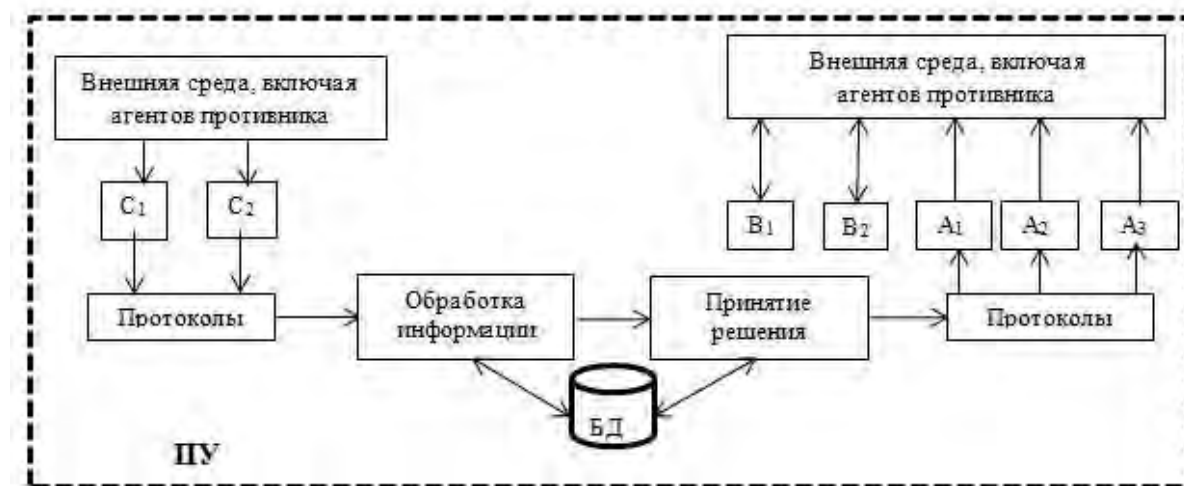 Внешняя среда, включая
агентов противника
Внешняя среда, включая
агентов противника
C1
C2
B1
B2
A1
A2
A3
Протоколы
Обработка
информации
Принятие
решения
Протоколы
БД
ПУ